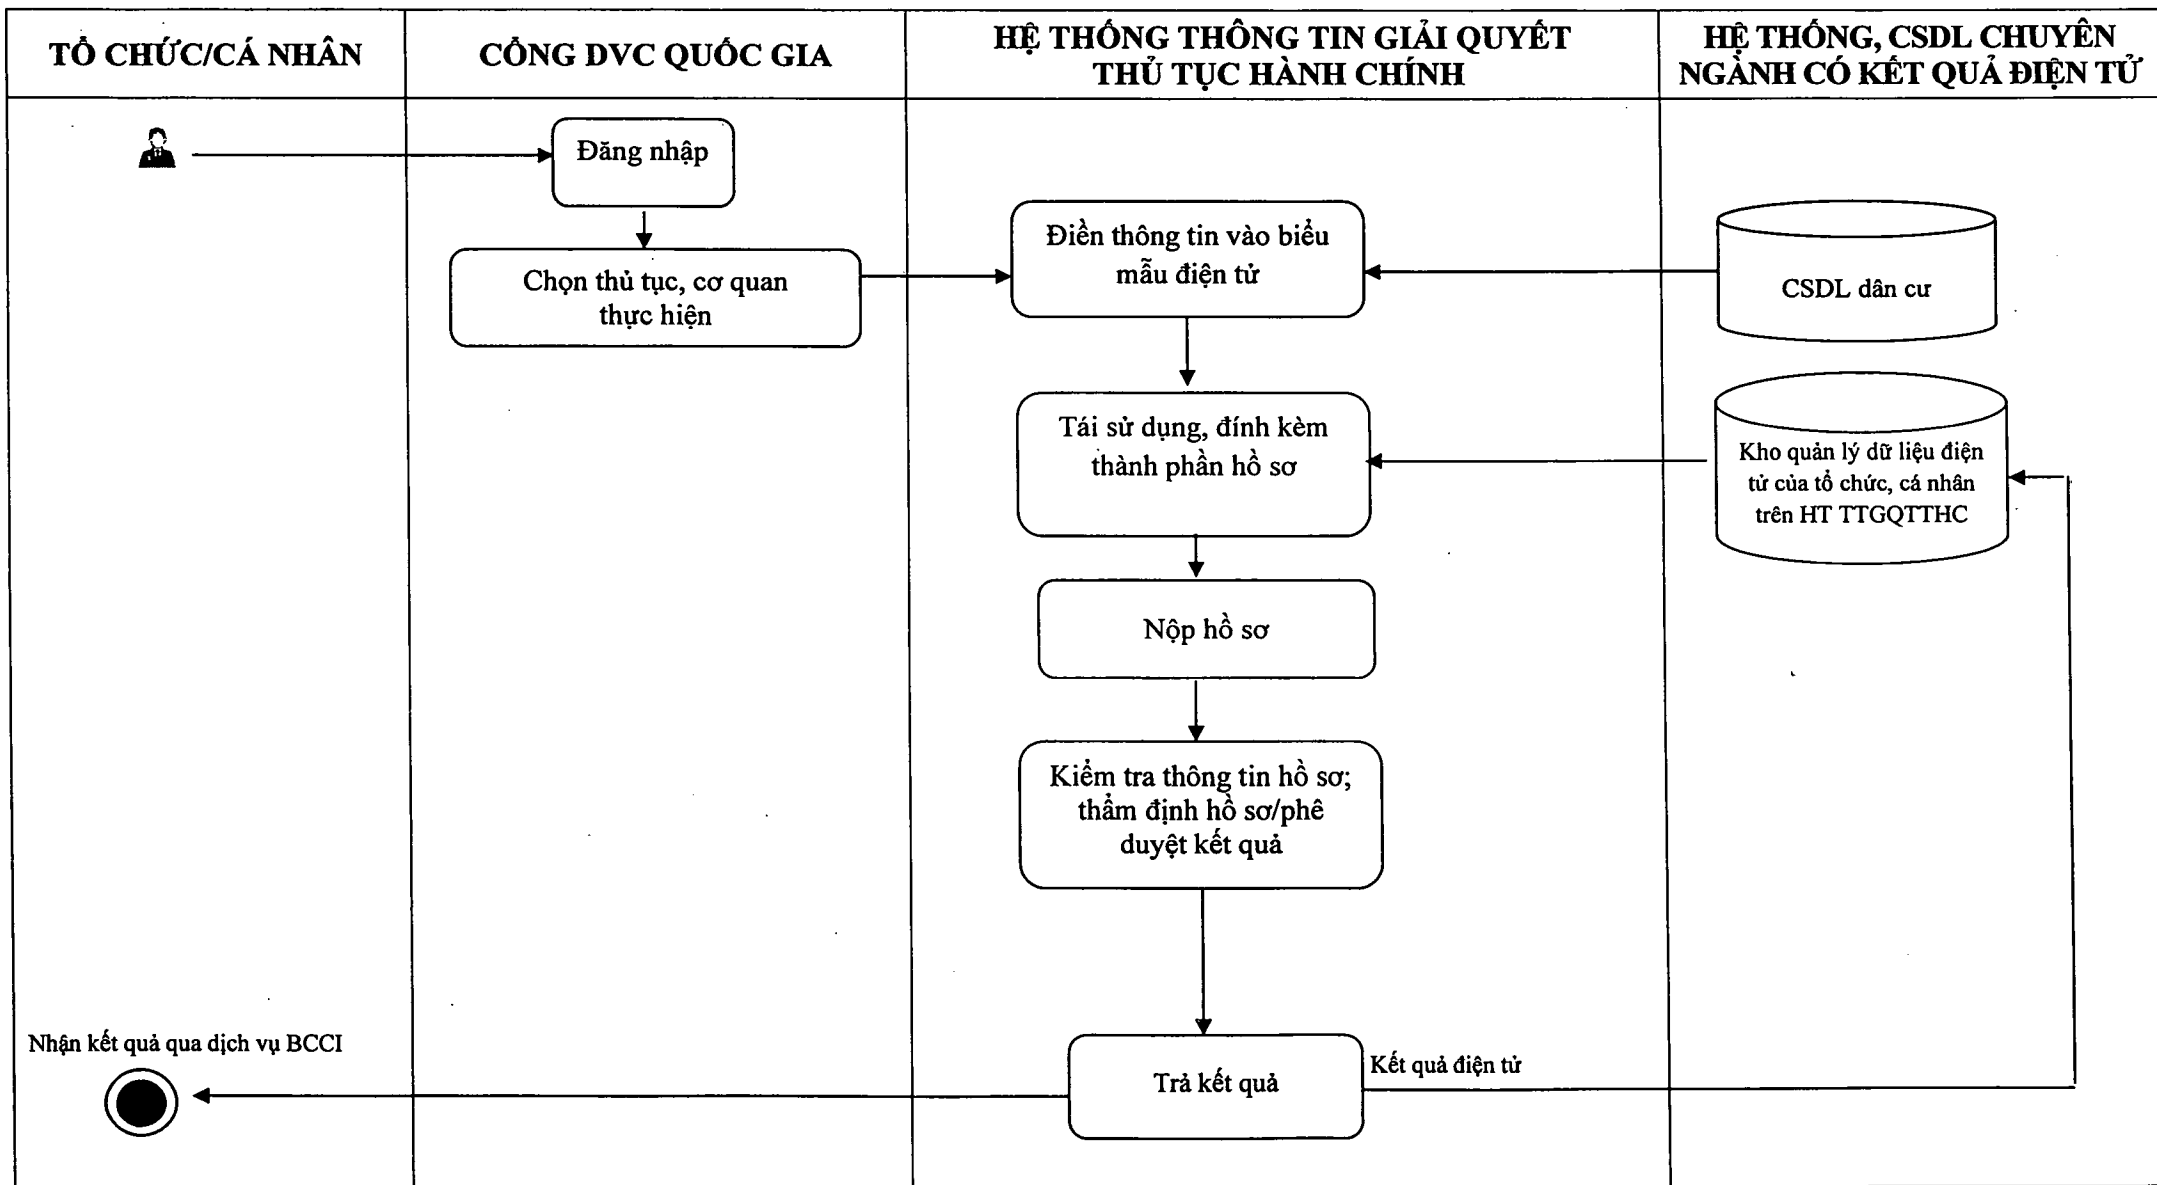 TỔ CHỨC/CÁ NHÂN
CỔNG DVC QUỐC GIA
HỆ THỐNG THÔNG TIN GIẢI QUYẾT
THỦ TỤC HÀNH CHÍNH
HỆ THỐNG, CSDL CHUYÊN
NGÀNH CÓ KẾT QUẢ ĐIỆN TỬ
Đăng nhập
Chọn thủ tục, cơ quan
thực hiện
Điền thông tin vào biểu
mẫu điện tử
CSDL dân cư
Tái sử dụng, đính kèm
thành phần hồ sơ
Kho quản lý dữ liệu điện
tử của tổ chức, cá nhân
trên HT TTGQTTHC
Nộp hồ sơ
Kiểm tra thông tin hồ sơ;
thẩm định hồ sơ/phê
duyệt kết quả
Nhận kết quả qua dịch vụ BCCI
Trả kết quả
Kết quả điện tử